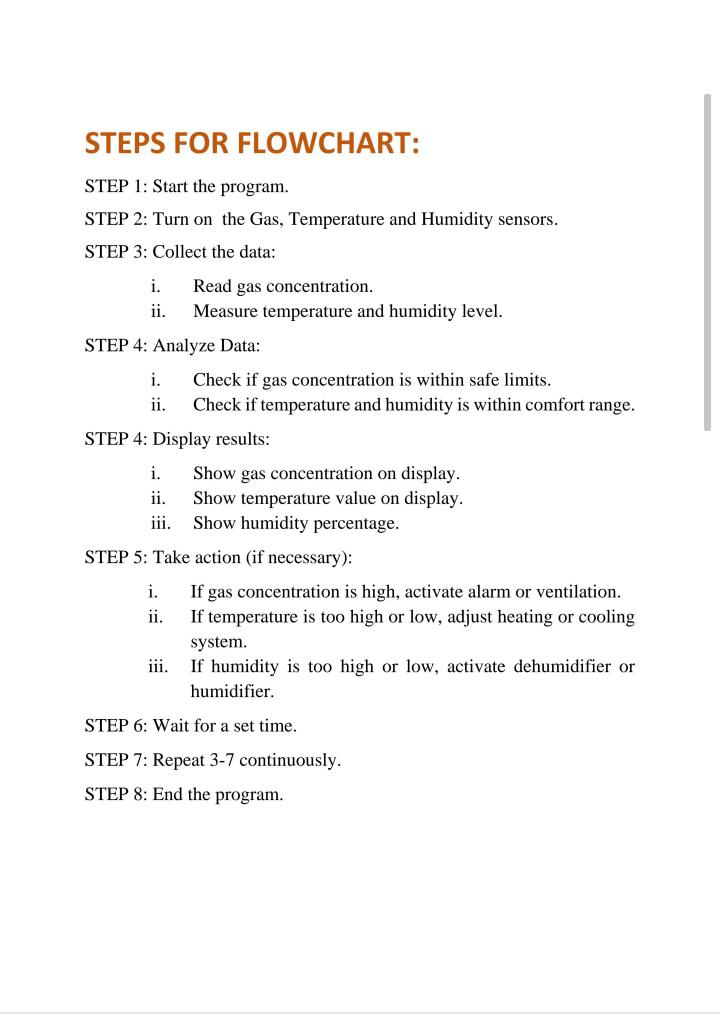 STEPS FOR FLOWCHART:
STEP 1: Start the program.
STEP 2: Turn on  the Gas, Temperature and Humidity sensors.
STEP 3: Collect the data:
i. Read gas concentration.
ii. Measure temperature and humidity level.
STEP 4: Analyze Data:
i. Check if gas concentration is within safe limits.
ii. Check if temperature and humidity is within comfort range.
STEP 4: Display results:
i. Show gas concentration on display.
ii. Show temperature value on display.
iii. Show humidity percentage.
STEP 5: Take action (if necessary):
i. If gas concentration is high, activate alarm or ventilation.
ii. If temperature is too high or low, adjust heating or cooling
system.
iii. If humidity is too high or low, activate dehumidifier or
humidifier.
STEP 6: Wait for a set time.
STEP 7: Repeat 3-7 continuously.
STEP 8: End the program.